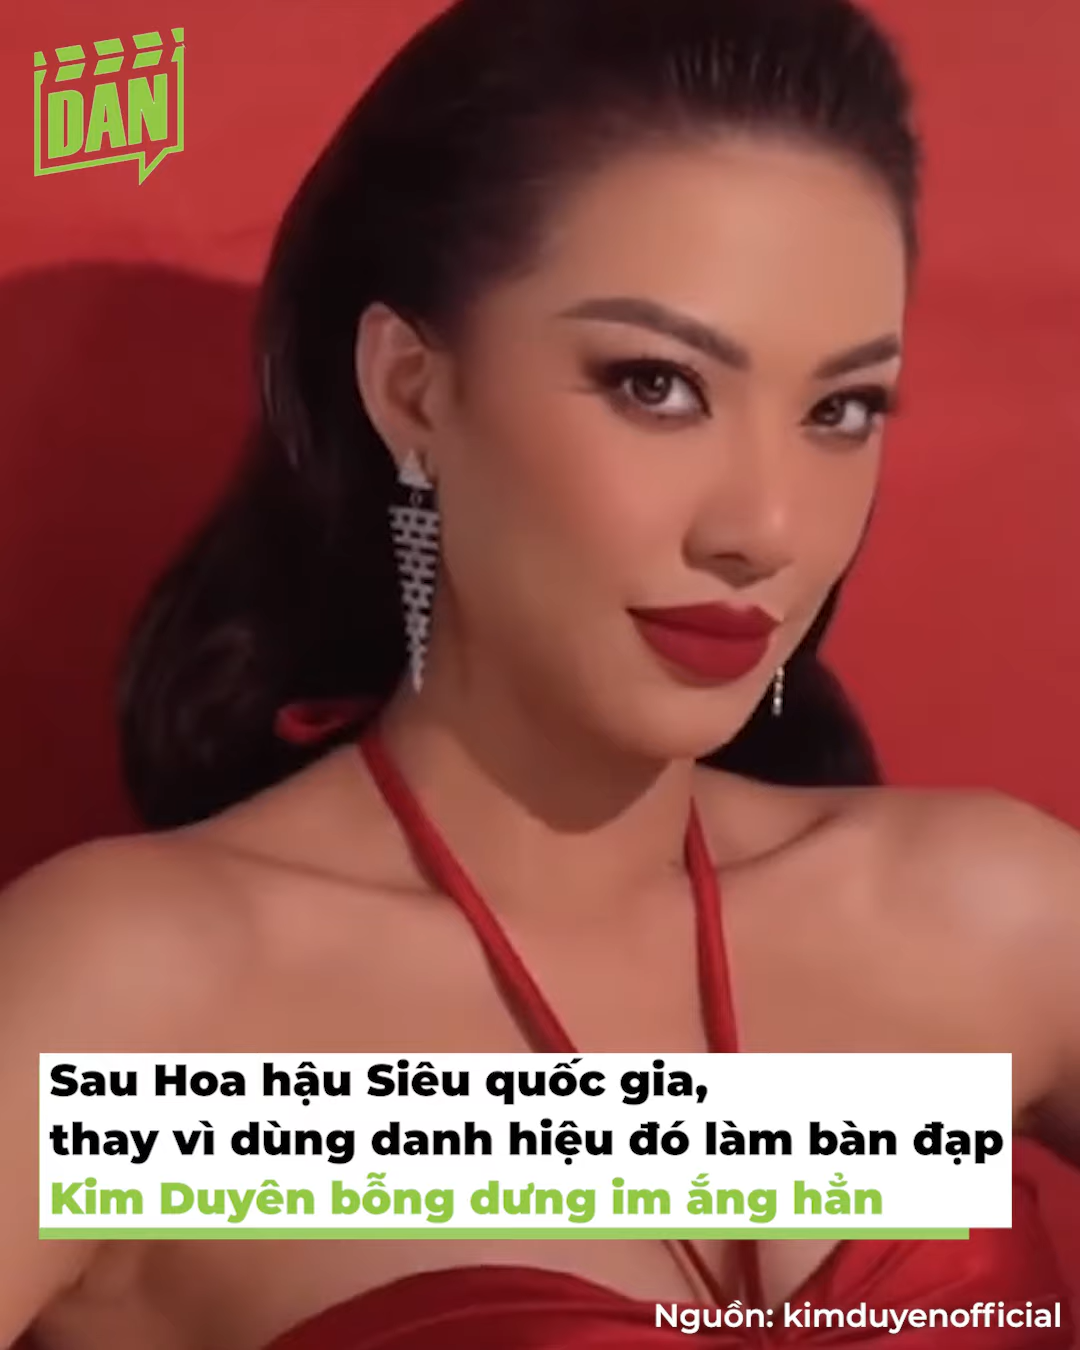 DAN
Sau Hoa hậu Siêu quốc gia,
thay vì dùng danh hiệu đó làm bàn đạp
Kim Duyên bỗng dưng im ắng hẳn
Nguồn: kimduyenofficial